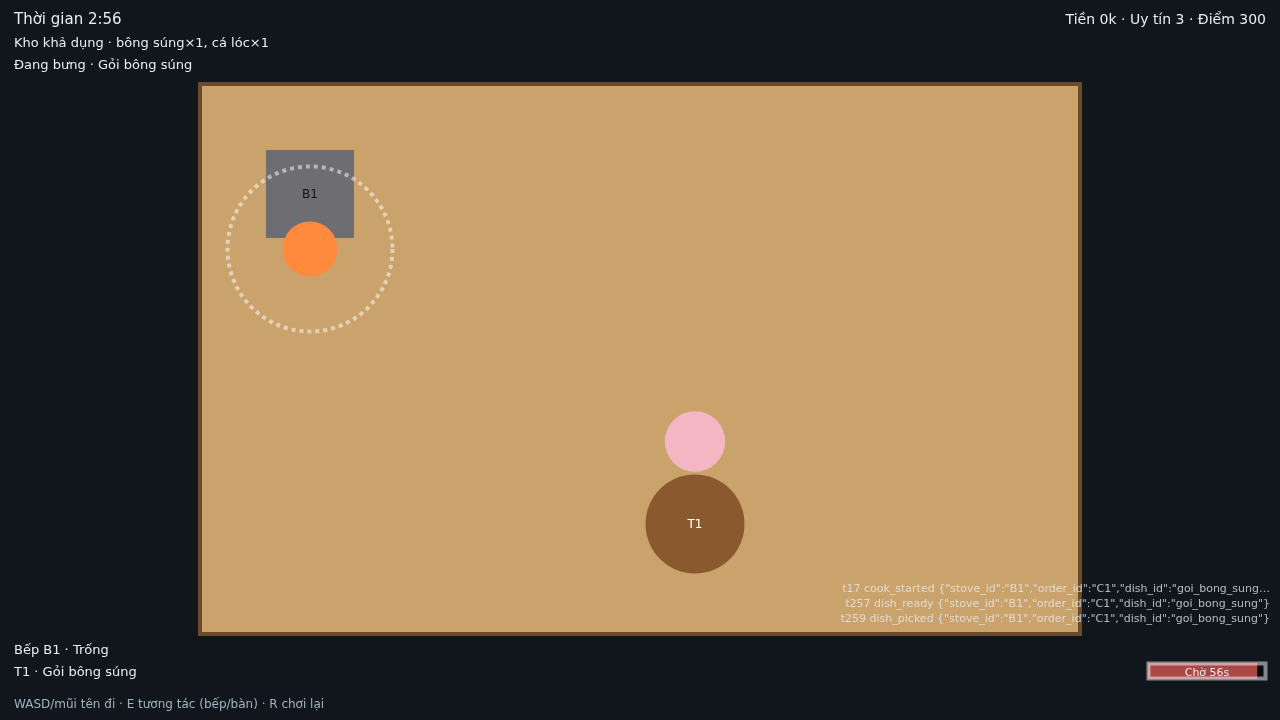 Thời gian 2:56
Tiền 0k · Uy tín 3 · Điểm 300
Kho khả dụng · bông súng×1, cá lóc×1
Đang bưng · Gỏi bông súng
B1
T1
t17 cook_started {"stove_id":"B1","order_id":"C1","dish_id":"goi_bong_sung…
t257 dish_ready {"stove_id":"B1","order_id":"C1","dish_id":"goi_bong_sung"}
t259 dish_picked {"stove_id":"B1","order_id":"C1","dish_id":"goi_bong_sung"}
Bếp B1 · Trống
T1 · Gỏi bông súng
Chờ 56s
WASD/mũi tên đi · E tương tác (bếp/bàn) · R chơi lại